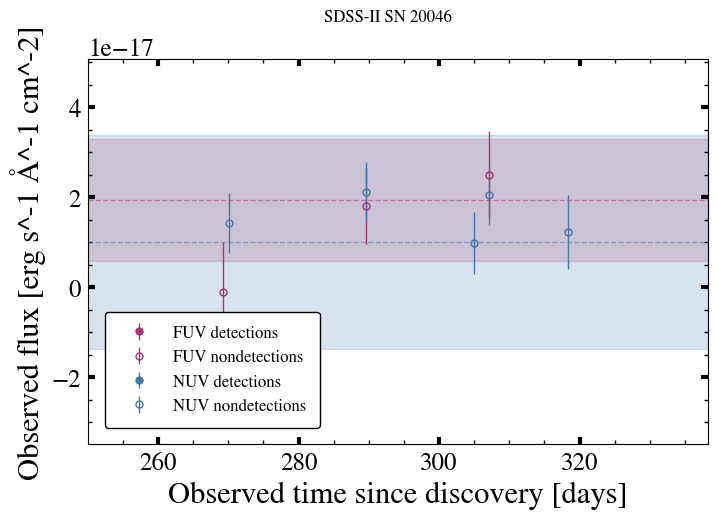 SDSS-II SN 20046
1e−17
Observed flux [erg s^-1 Å^-1 cm^-2]
4
2
0
−2
FUV detections
FUV nondetections
NUV detections
NUV nondetections
260 280 300 320
Observed time since discovery [days]